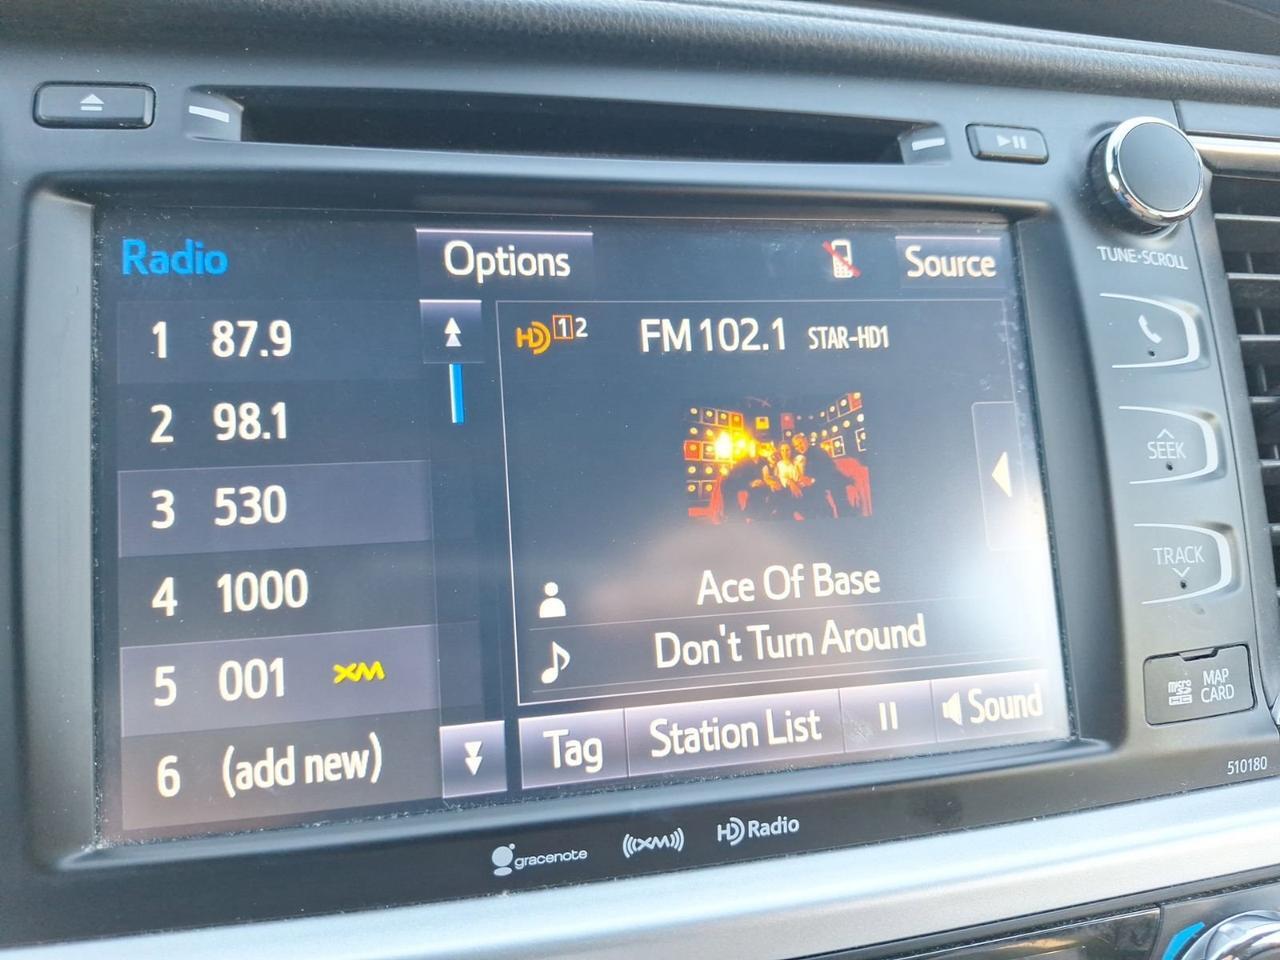 Radio
Options
Source
1 87.9
2 98.1
3 530
4 1000
5 001 XM
6 (add new)
HD 1 2
FM 102.1 STAR-HD1
Ace Of Base
Don't Turn Around
Tag
Station List
Sound
TUNE•SCROLL
SEEK
TRACK
micro SD HC
MAP CARD
510180
gracenote
((XM))
HD Radio